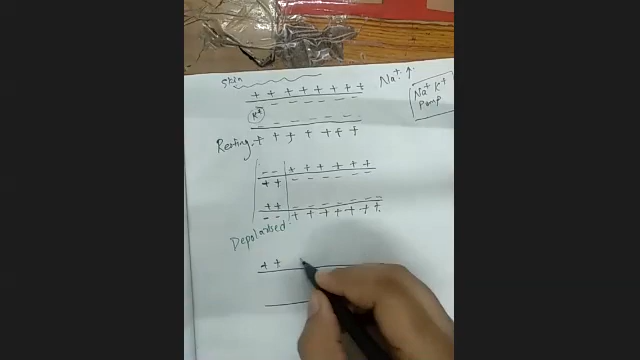 Skin
Na+ ↑
Na+ K+
Pump
+ + + + + + + +
– – – – – – –
K+
– – – – – – –
Resting + + + + + + +
– – + + + + + +
+ + – – – – – –
+ + – – – – – –
– – + + + + + + +
Depolarised
+ +